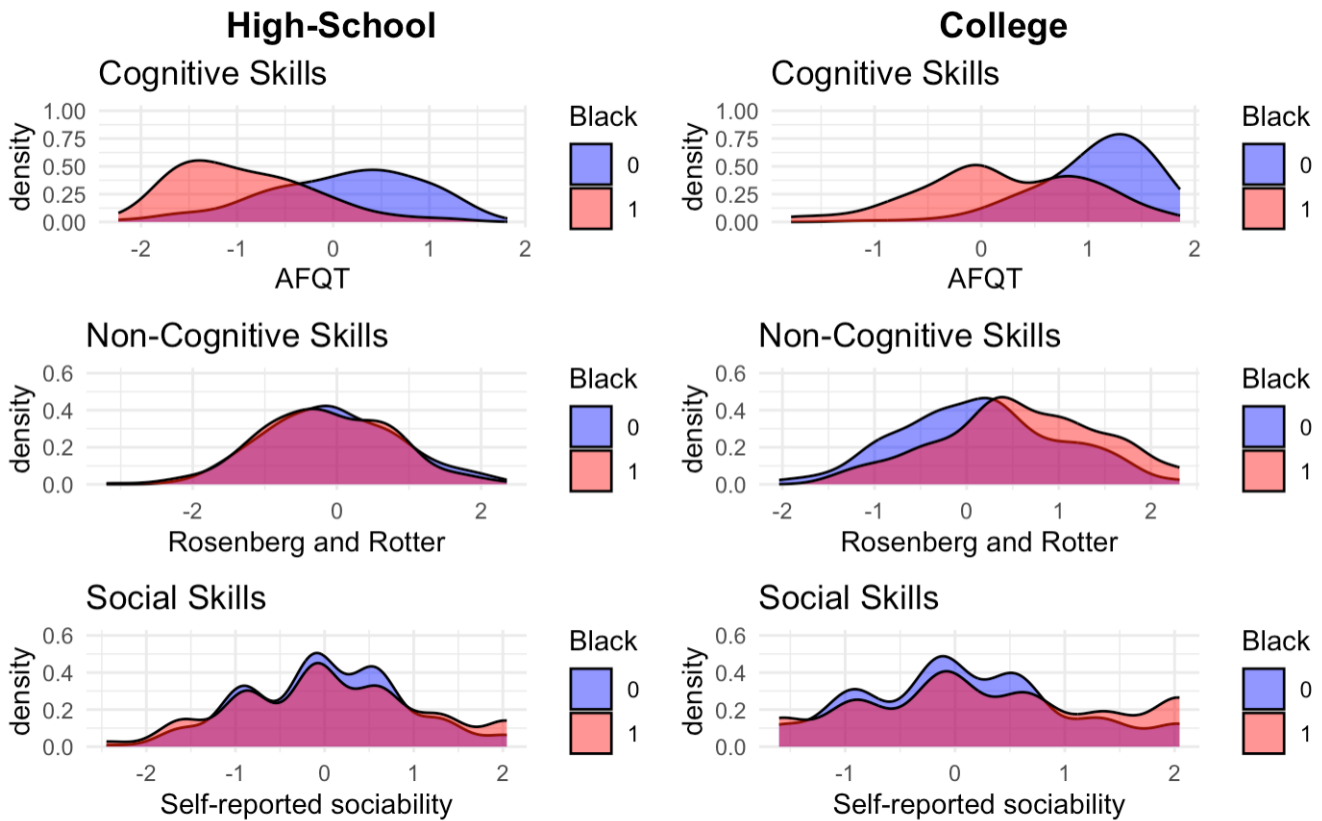 High-School
College
Cognitive Skills
Cognitive Skills
density
1.00
0.75
0.50
0.25
0.00
-2
-1
0
1
2
AFQT
Black
0
1
density
1.00
0.75
0.50
0.25
0.00
-1
0
1
2
AFQT
Black
0
1
Non-Cognitive Skills
Non-Cognitive Skills
density
0.6
0.4
0.2
0.0
-2
0
2
Rosenberg and Rotter
Black
0
1
density
0.6
0.4
0.2
0.0
-2
-1
0
1
2
Rosenberg and Rotter
Black
0
1
Social Skills
Social Skills
density
0.6
0.4
0.2
0.0
-2
-1
0
1
2
Self-reported sociability
Black
0
1
density
0.6
0.4
0.2
0.0
-1
0
1
2
Self-reported sociability
Black
0
1